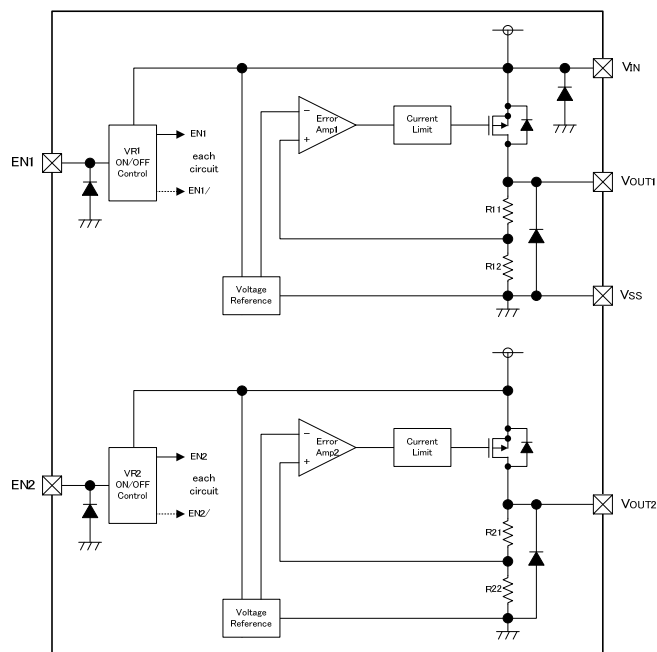 VIN
EN1
VR1
ON/OFF
Control
EN1
each
circuit
EN1/
−
+
Error
Amp1
Current
Limit
VOUT1
R11
R12
Voltage
Reference
VSS
EN2
VR2
ON/OFF
Control
EN2
each
circuit
EN2/
−
+
Error
Amp2
Current
Limit
VOUT2
R21
R22
Voltage
Reference